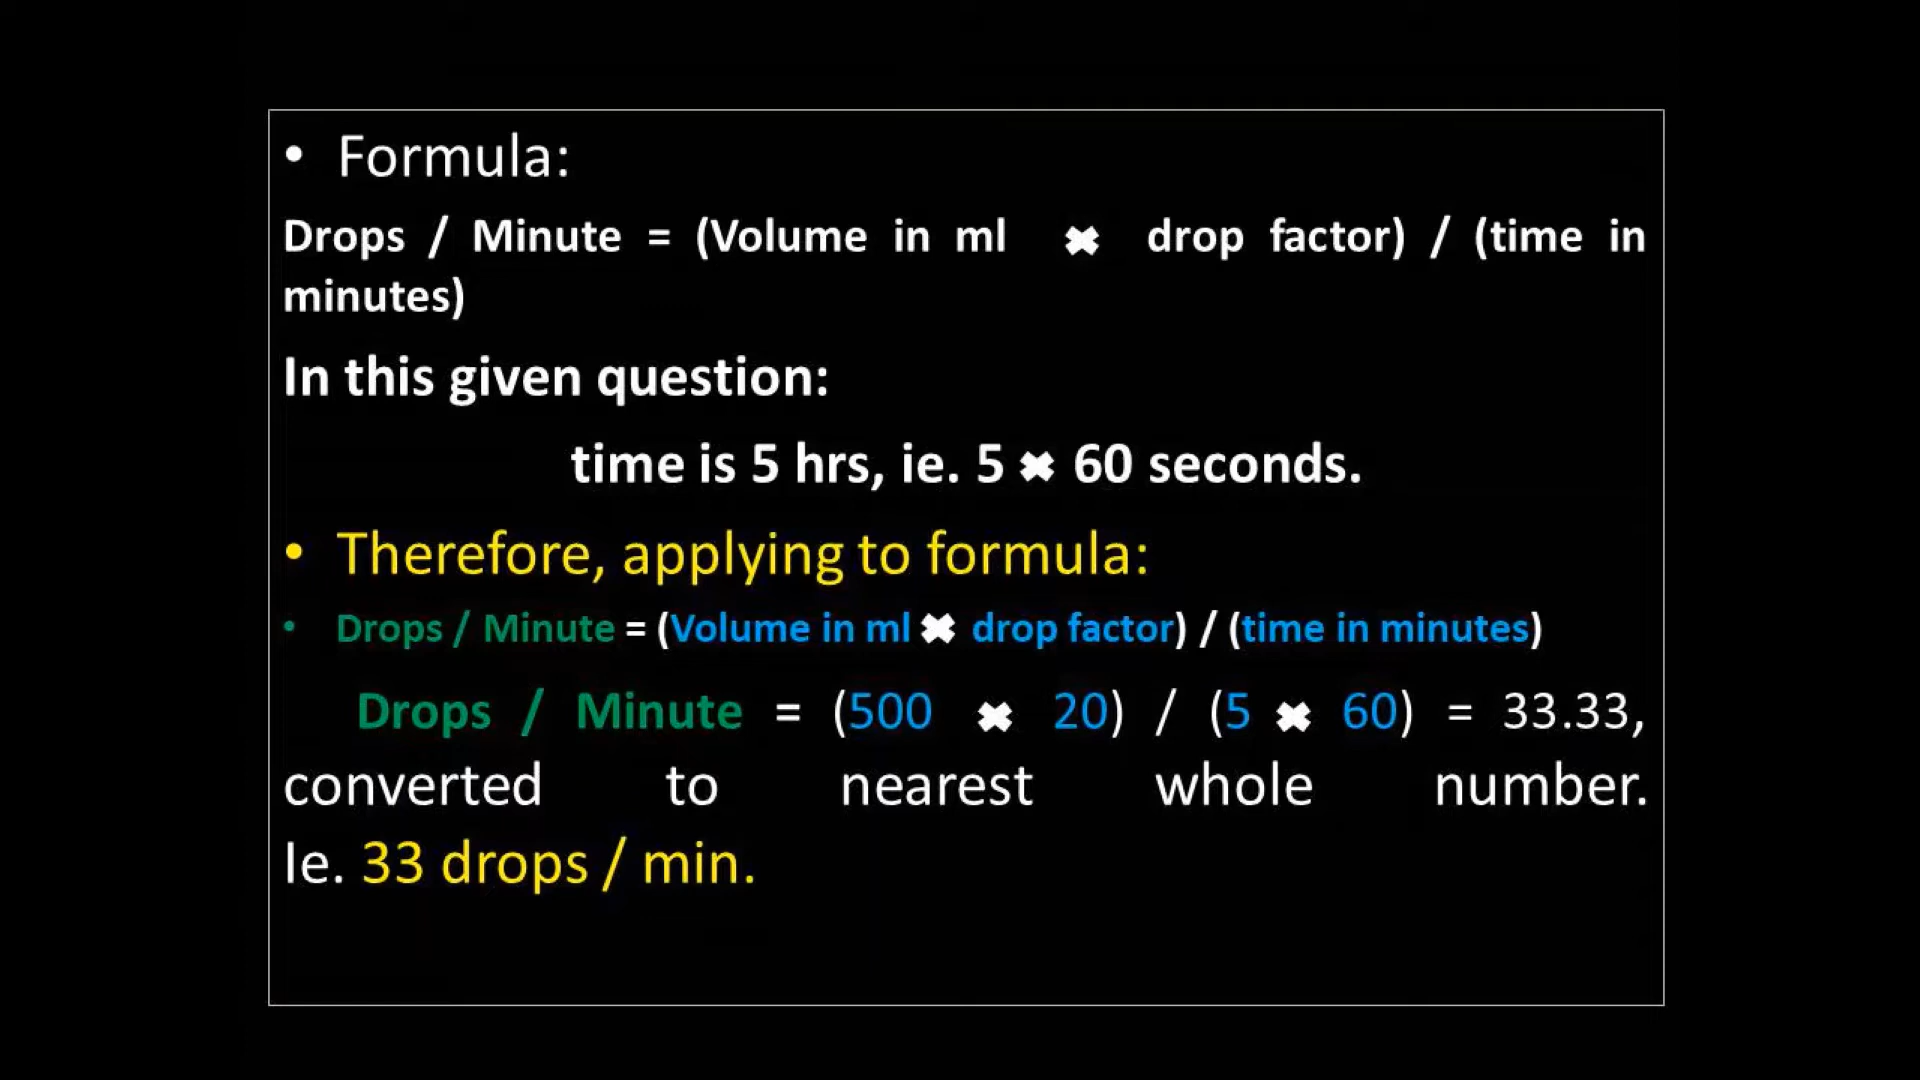 • Formula:
Drops / Minute = (Volume in ml ✖ drop factor) / (time in
minutes)
In this given question:
time is 5 hrs, ie. 5 ✖ 60 seconds.
• Therefore, applying to formula:
• Drops / Minute = (Volume in ml ✖ drop factor) / (time in minutes)
Drops / Minute = (500 ✖ 20) / (5 ✖ 60) = 33.33,
converted to nearest whole number.
Ie. 33 drops / min.